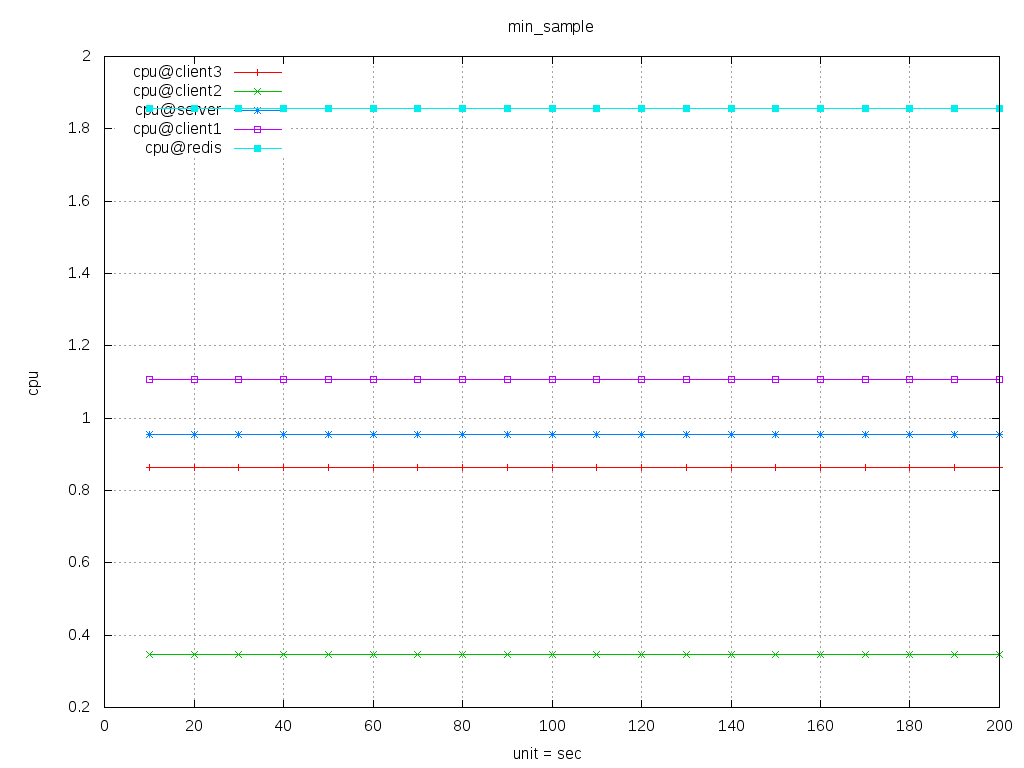 min_sample
2
1.8
1.6
1.4
1.2
1
0.8
0.6
0.4
0.2
cpu
cpu@client3
cpu@client2
cpu@server
cpu@client1
cpu@redis
0 20 40 60 80 100 120 140 160 180 200
unit = sec